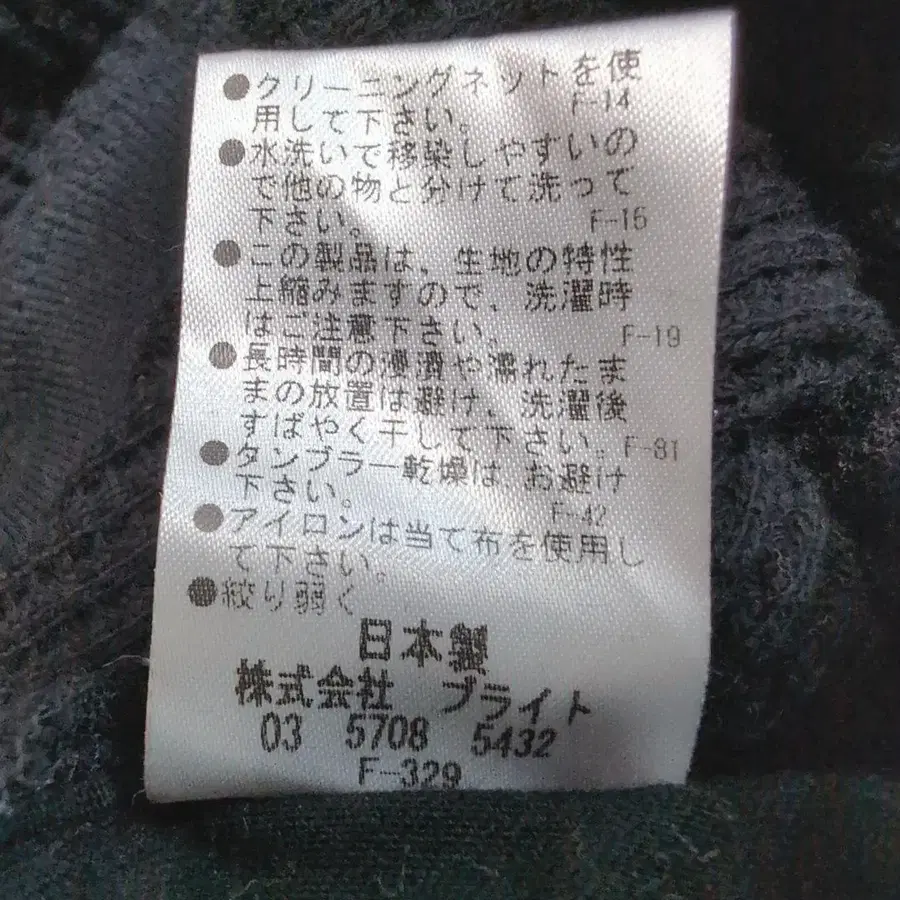 ●クリーニングネットを使
用して下さい。 F-14
●水洗いで移染しやすいの
で他の物と分けて洗って
下さい。 F-16
●この製品は、生地の特性
上縮みますので、洗濯時
はご注意下さい。 F-19
●長時間の浸漬や濡れたま
まの放置は避け、洗濯後
すばやく干して下さい。 F-81
●タンブラー乾燥は、お避け
下さい。 F-42
●アイロンは当て布を使用し
て下さい。
●絞り弱く
日本製
株式会社 ブライト
03 5708 5432
F-329